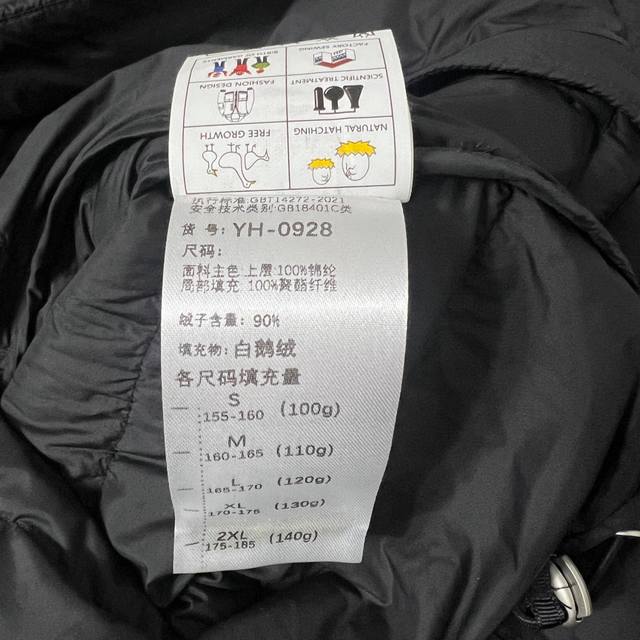 BIRTH OF GARMENTS
FACTORY SEWING
FASHION DESIGN
SCIENTIFIC TREATMENT
FREE GROWTH
NATURAL HATCHING
执行标准:GBT14272-2021
安全技术类别:GB18401C类
货 号: YH-0928
尺码:
面料主色 上层 100%锦纶
局部填充 100%聚酯纤维
绒子含量: 90%
填充物: 白鹅绒
各尺码填充量
S
155-160 (100g)
M
160-165 (110g)
L
165-170 (120g)
XL
170-175 (130g)
2XL
175-185 (140g)